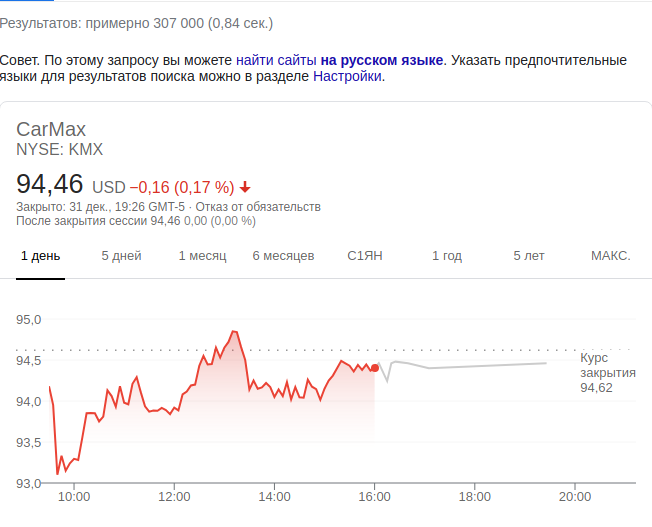 Результатов: примерно 307 000 (0,84 сек.)
Совет. По этому запросу вы можете найти сайты на русском языке. Указать предпочтительные
языки для результатов поиска можно в разделе Настройки.
CarMax
NYSE: KMX
94,46 USD −0,16 (0,17 %)
Закрыто: 31 дек., 19:26 GMT-5 · Отказ от обязательств
После закрытия сессии 94,46 0,00 (0,00 %)
1 день 5 дней 1 месяц 6 месяцев С1ЯН 1 год 5 лет МАКС.
95,0
94,5
94,0
93,5
93,0
Курс
закрытия
94,62
10:00 12:00 14:00 16:00 18:00 20:00